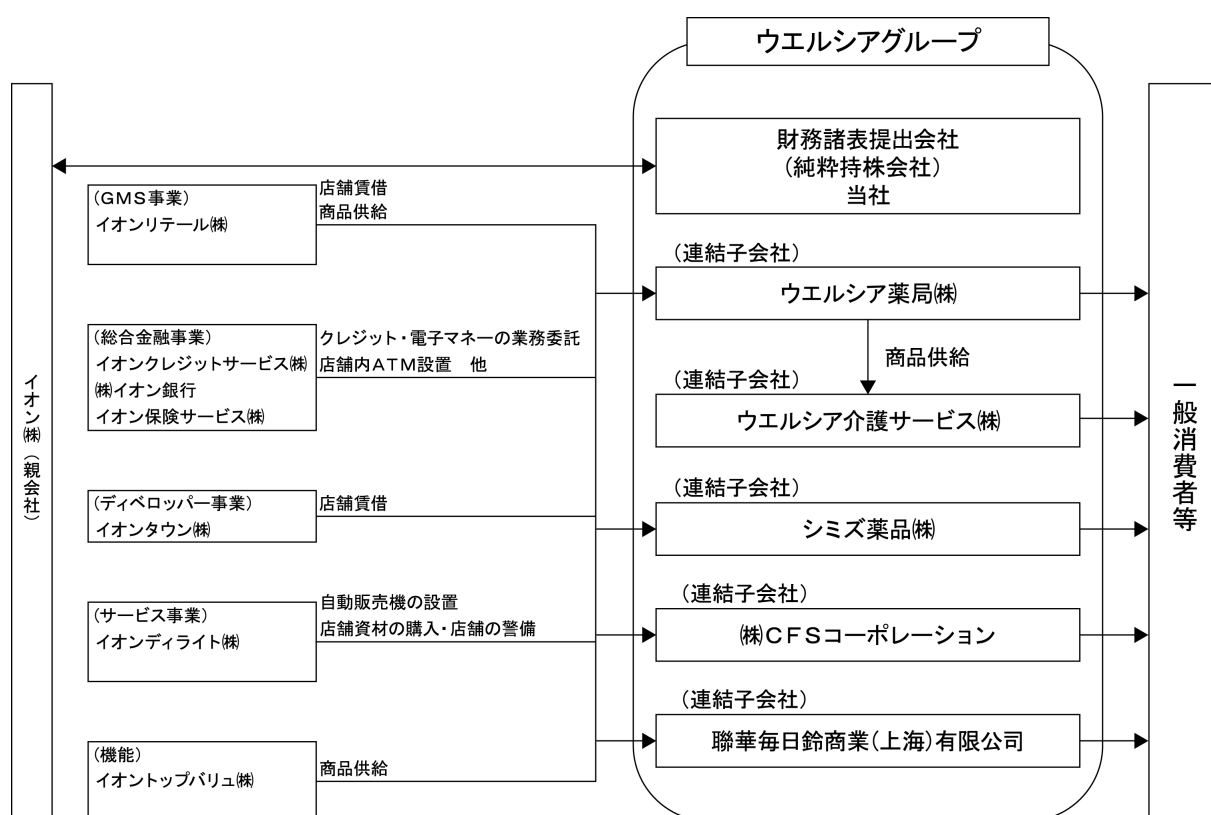 ウエルシアグループ
財務諸表提出会社
(純粋持株会社)
当社
イオン㈱(親会社)
(GMS事業)
イオンリテール㈱
店舗賃借
商品供給
(総合金融事業)
イオンクレジットサービス㈱
㈱イオン銀行
イオン保険サービス㈱
クレジット・電子マネーの業務委託
店舗内ATM設置 他
(ディベロッパー事業)
イオンタウン㈱
店舗賃借
(サービス事業)
イオンディライト㈱
自動販売機の設置
店舗資材の購入・店舗の警備
(機能)
イオントップバリュ㈱
商品供給
(連結子会社)
ウエルシア薬局㈱
商品供給
(連結子会社)
ウエルシア介護サービス㈱
(連結子会社)
シミズ薬品㈱
(連結子会社)
㈱CFSコーポレーション
(連結子会社)
聯華毎日鈴商業(上海)有限公司
一般消費者等